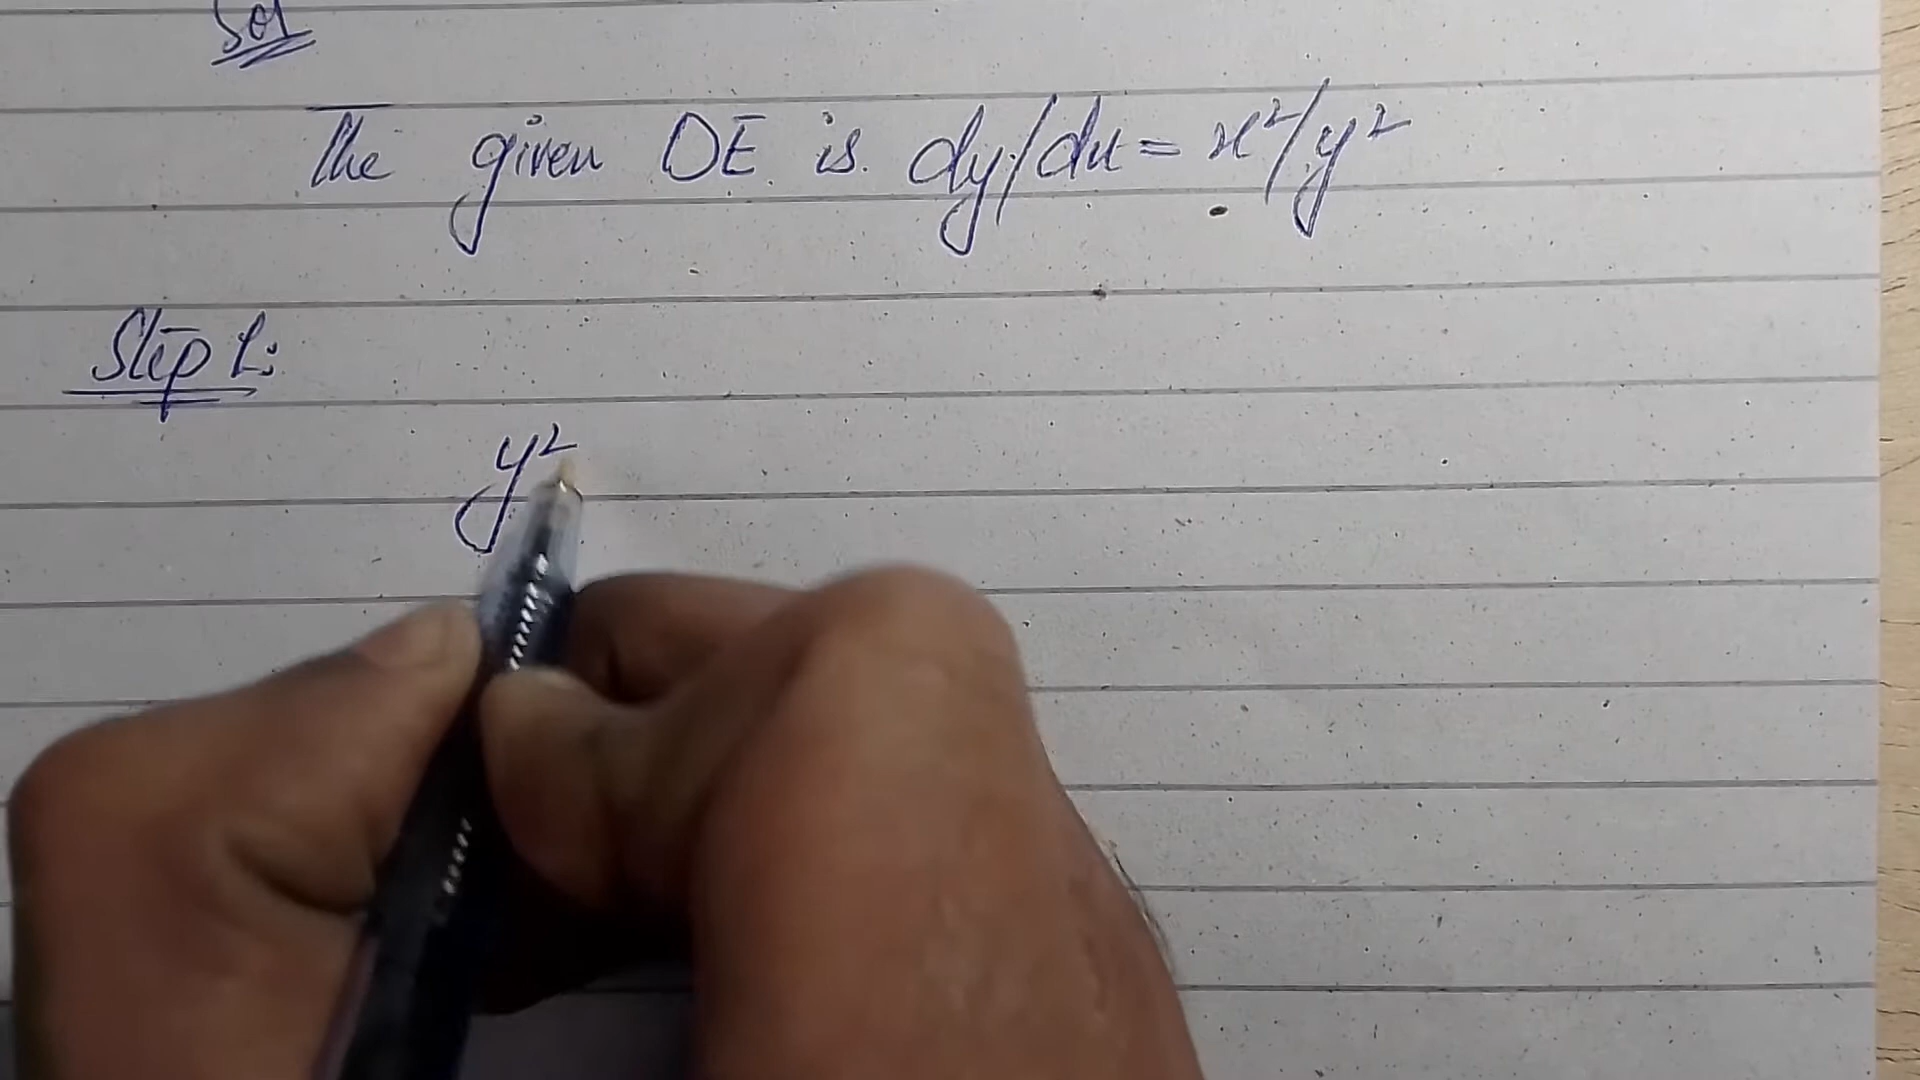 Sol
The given DE is dy/dx = x²/y²
Step 1:
y²